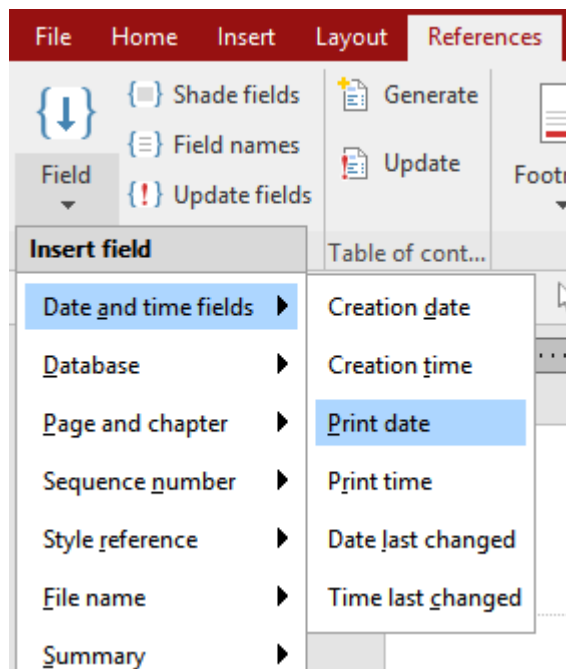 File Home Insert Layout References
Shade fields
Field names
Update fields
Field
Generate
Update
Footn
Table of cont...
Insert field
Date and time fields
Database
Page and chapter
Sequence number
Style reference
File name
Summary
Creation date
Creation time
Print date
Print time
Date last changed
Time last changed